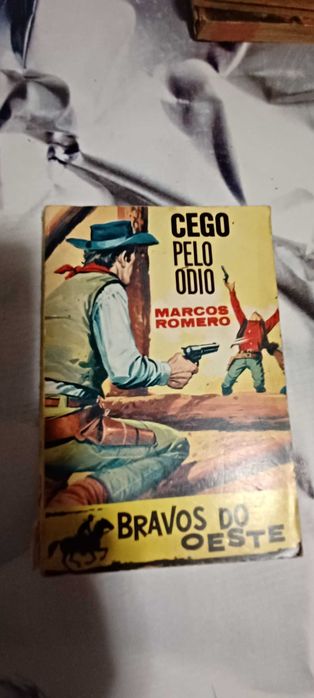 CEGO
PELO
ODIO
MARCOS
ROMERO
BRAVOS DO
OESTE